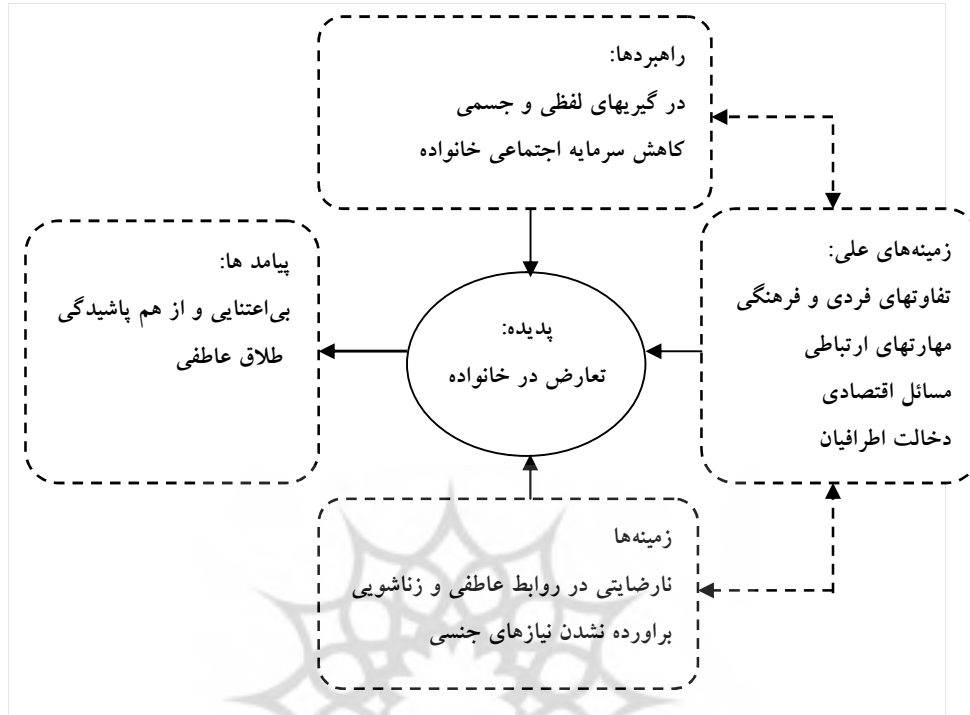 راهبردها:
در گیریهای لفظی و جسمی
کاهش سرمایه اجتماعی خانواده
زمینه‌های علی:
تفاوتهای فردی و فرهنگی
مهارتهای ارتباطی
مسائل اقتصادی
دخالت اطرافیان
پدیده:
تعارض در خانواده
پیامد ها:
بی‌اعتنایی و از هم پاشیدگی
طلاق عاطفی
زمینه‌ها
نارضایتی در روابط عاطفی و زناشویی
براورده نشدن نیازهای جنسی